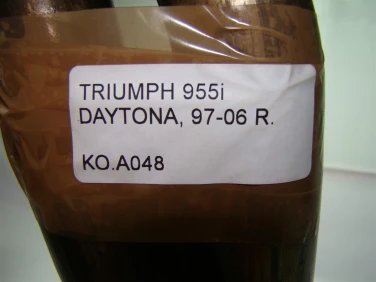 TRIUMPH 955i
DAYTONA, 97-06 R.
KO.A048